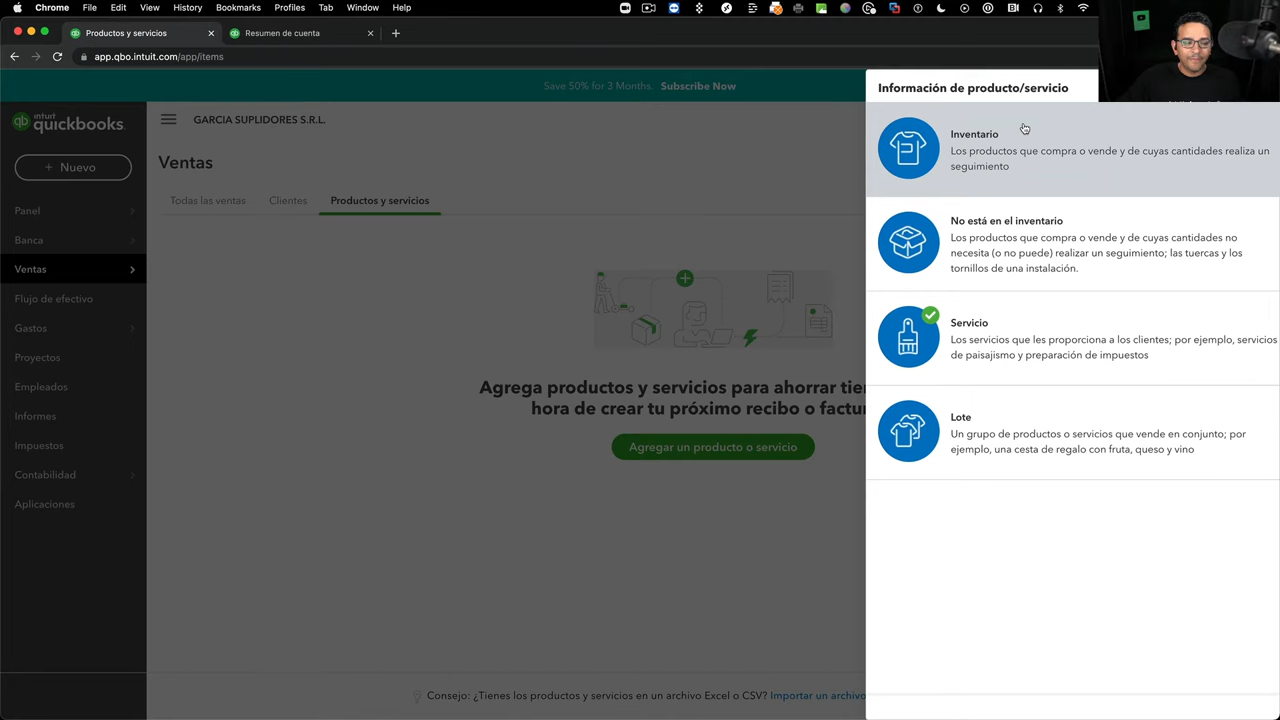 Chrome File Edit View History Bookmarks Profiles Tab Window Help
Productos y servicios
Resumen de cuenta
app.qbo.intuit.com/app/items
Save 50% for 3 Months. Subscribe Now
intuit
quickbooks.
GARCIA SUPLIDORES S.R.L.
+ Nuevo
Panel
Banca
Ventas
Flujo de efectivo
Gastos
Proyectos
Empleados
Informes
Impuestos
Contabilidad
Aplicaciones
Ventas
Todas las ventas Clientes Productos y servicios
Agrega productos y servicios para ahorrar
hora de crear tu próximo recibo o
Agregar un producto o servicio
Consejo: ¿Tienes los productos y servicios en un archivo Excel o CSV? Importar un archivo
Información de producto/servicio
Inventario
Los productos que compra o vende y de cuyas cantidades realiza un
seguimiento
No está en el inventario
Los productos que compra o vende y de cuyas cantidades no
necesita (o no puede) realizar un seguimiento; las tuercas y los
tornillos de una instalación.
Servicio
Los servicios que les proporciona a los clientes; por ejemplo, servicios
de paisajismo y preparación de impuestos
Lote
Un grupo de productos o servicios que vende en conjunto; por
ejemplo, una cesta de regalo con fruta, queso y vino